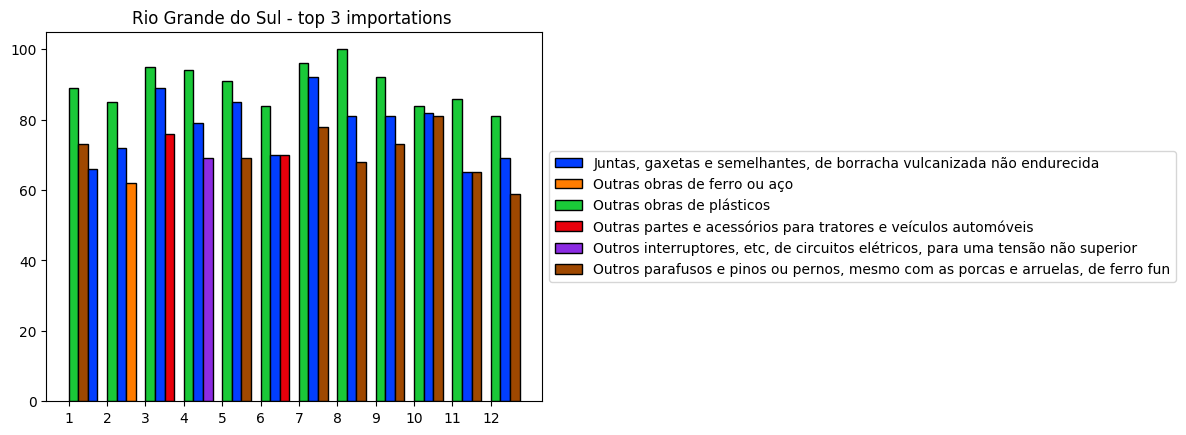 Rio Grande do Sul - top 3 importations
100
80
60
40
20
0
1 2 3 4 5 6 7 8 9 10 11 12
Juntas, gaxetas e semelhantes, de borracha vulcanizada não endurecida
Outras obras de ferro ou aço
Outras obras de plásticos
Outras partes e acessórios para tratores e veículos automóveis
Outros interruptores, etc, de circuitos elétricos, para uma tensão não superior
Outros parafusos e pinos ou pernos, mesmo com as porcas e arruelas, de ferro fun